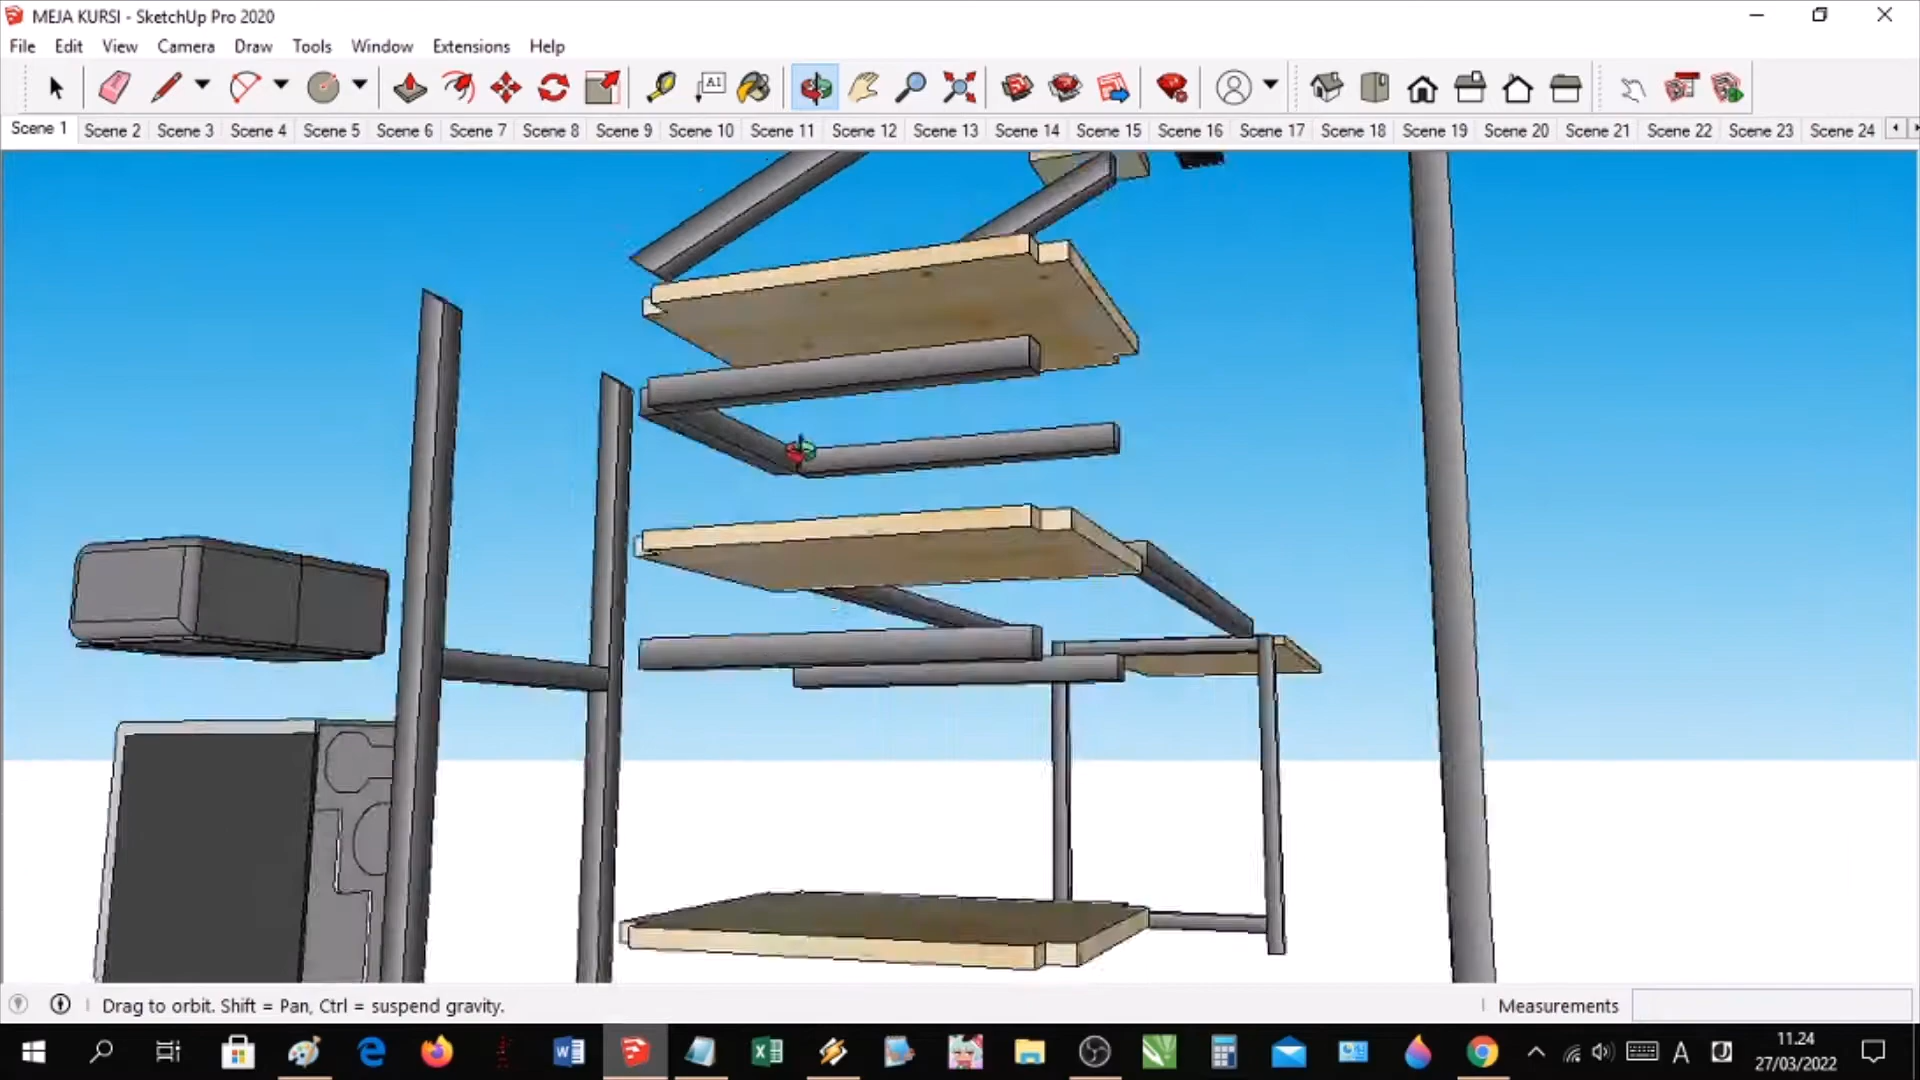 MEJA KURSI - SketchUp Pro 2020
File Edit View Camera Draw Tools Window Extensions Help
A1
Scene 1 Scene 2 Scene 3 Scene 4 Scene 5 Scene 6 Scene 7 Scene 8 Scene 9 Scene 10 Scene 11 Scene 12 Scene 13 Scene 14 Scene 15 Scene 16 Scene 17 Scene 18 Scene 19 Scene 20 Scene 21 Scene 22 Scene 23 Scene 24
Drag to orbit. Shift = Pan, Ctrl = suspend gravity.
Measurements
A
11.24
27/03/2022